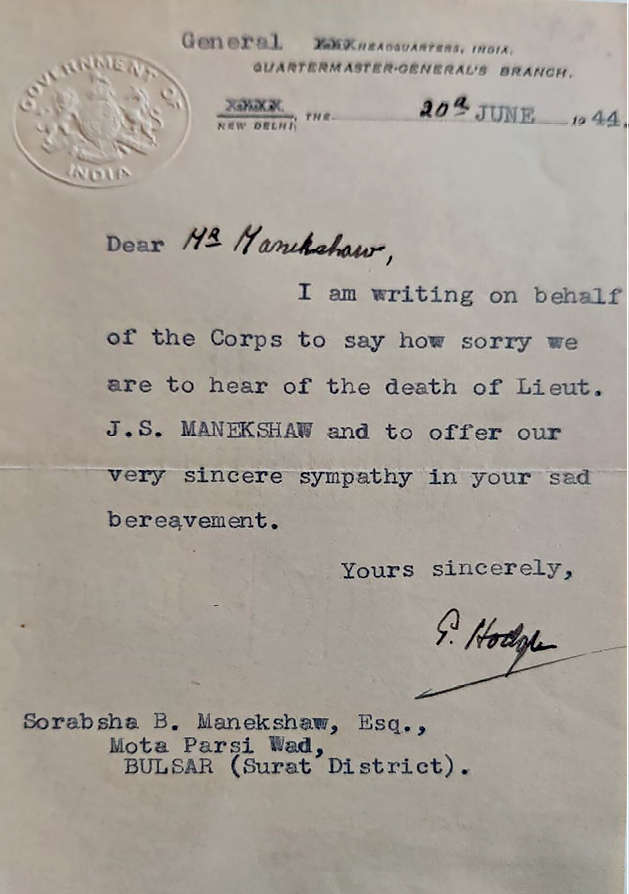 GOVERNMENT OF
INDIA
General HEADQUARTERS, INDIA.
QUARTERMASTER-GENERAL'S BRANCH.
NEW DELHI, THE 20th JUNE 1944.
Dear Mr Manekshaw,
I am writing on behalf
of the Corps to say how sorry we
are to hear of the death of Lieut.
J.S. MANEKSHAW and to offer our
very sincere sympathy in your sad
bereavement.
Yours sincerely,
Hodge
Sorabsha B. Manekshaw, Esq.,
Mota Parsi Wad,
BULSAR (Surat District).